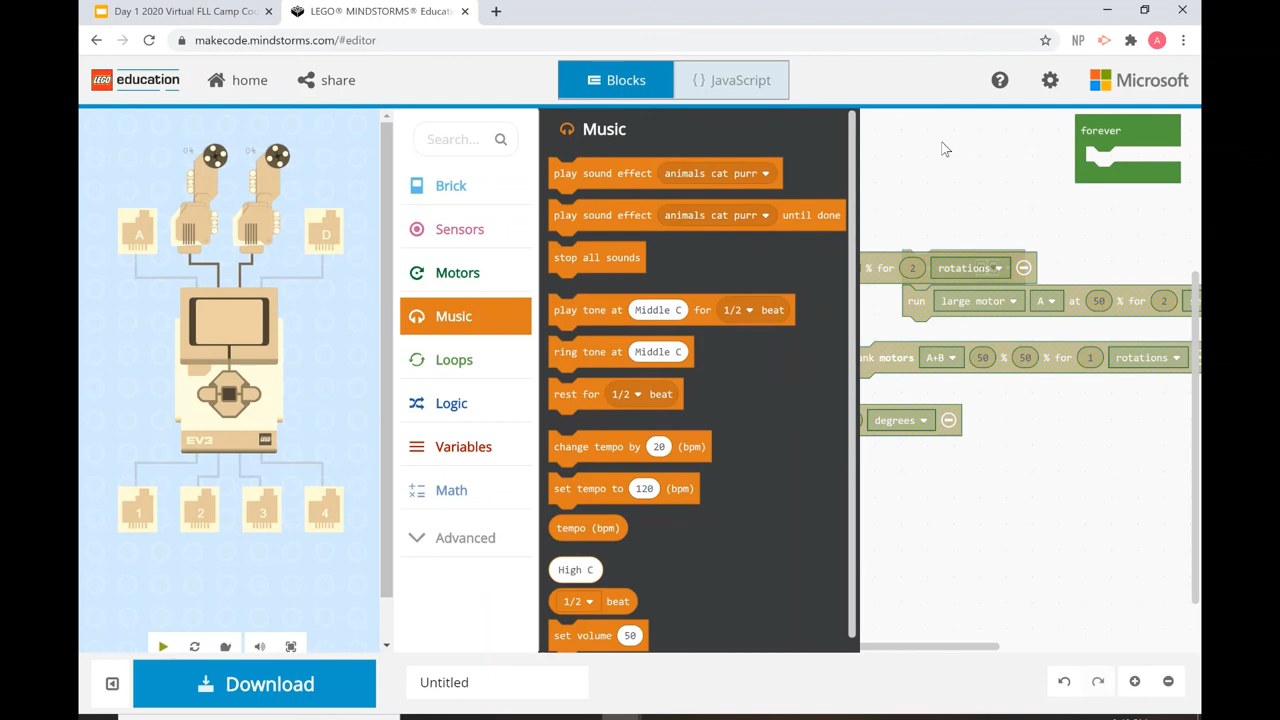 Day 1 2020 Virtual FLL Camp Coc
LEGO® MINDSTORMS® Educati
makecode.mindstorms.com/#editor
NP
A
LEGO education
home
share
Blocks
{ } JavaScript
Microsoft
Search...
Music
forever
Brick
Sensors
Motors
Music
Loops
Logic
Variables
Math
Advanced
play sound effect animals cat purr
play sound effect animals cat purr until done
stop all sounds
play tone at Middle C for 1/2 beat
ring tone at Middle C
rest for 1/2 beat
change tempo by 20 (bpm)
set tempo to 120 (bpm)
tempo (bpm)
High C
1/2 beat
set volume 50
% for 2 rotations
run large motor A at 50 % for 2
nk motors A+B 50 % 50 % for 1 rotations
degrees
0%
0%
A
D
EV3
1
2
3
4
Download
Untitled